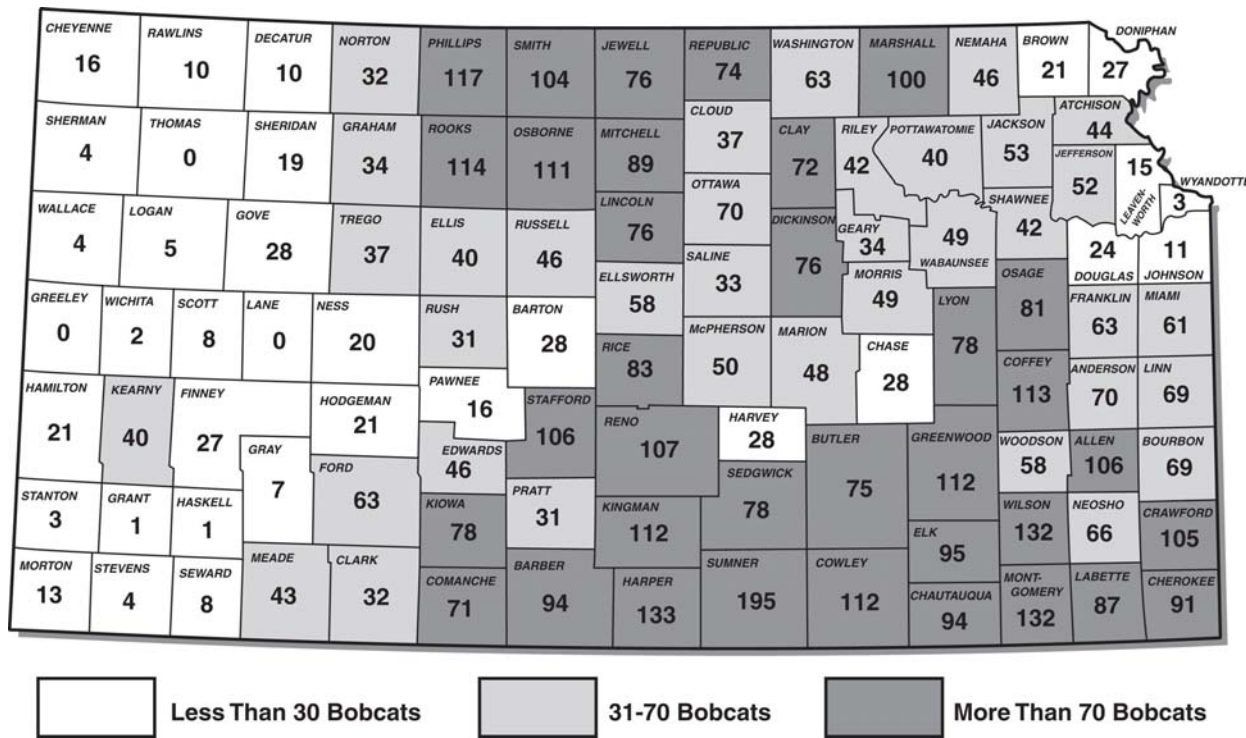 CHEYENNE
16
RAWLINS
10
DECATUR
10
NORTON
32
PHILLIPS
117
SMITH
104
JEWELL
76
REPUBLIC
74
WASHINGTON
63
MARSHALL
100
NEMAHA
46
BROWN
21
DONIPHAN
27
SHERMAN
4
THOMAS
0
SHERIDAN
19
GRAHAM
34
ROOKS
114
OSBORNE
111
MITCHELL
89
CLOUD
37
CLAY
72
RILEY
42
POTTAWATOMIE
40
JACKSON
53
ATCHISON
44
JEFFERSON
52
15
LEAVEN-
WORTH
WYANDOTTE
3
WALLACE
4
LOGAN
5
GOVE
28
TREGO
37
ELLIS
40
RUSSELL
46
LINCOLN
76
OTTAWA
70
DICKINSON
76
GEARY
34
49
WABAUNSEE
SHAWNEE
42
24
DOUGLAS
11
JOHNSON
GREELEY
0
WICHITA
2
SCOTT
8
LANE
0
NESS
20
RUSH
31
BARTON
28
ELLSWORTH
58
SALINE
33
MORRIS
49
LYON
78
OSAGE
81
FRANKLIN
63
MIAMI
61
RICE
83
McPHERSON
50
MARION
48
CHASE
28
COFFEY
113
ANDERSON
70
LINN
69
HAMILTON
21
KEARNY
40
FINNEY
27
HODGEMAN
21
PAWNEE
16
STAFFORD
106
RENO
107
HARVEY
28
BUTLER
75
GREENWOOD
112
WOODSON
58
ALLEN
106
BOURBON
69
GRAY
7
FORD
63
EDWARDS
46
PRATT
31
KIOWA
78
KINGMAN
112
SEDGWICK
78
STANTON
3
GRANT
1
HASKELL
1
ELK
95
WILSON
132
NEOSHO
66
CRAWFORD
105
MORTON
13
STEVENS
4
SEWARD
8
MEADE
43
CLARK
32
COMANCHE
71
BARBER
94
HARPER
133
SUMNER
195
COWLEY
112
CHAUTAUQUA
94
MONT-
GOMERY
132
LABETTE
87
CHEROKEE
91
Less Than 30 Bobcats
31-70 Bobcats
More Than 70 Bobcats